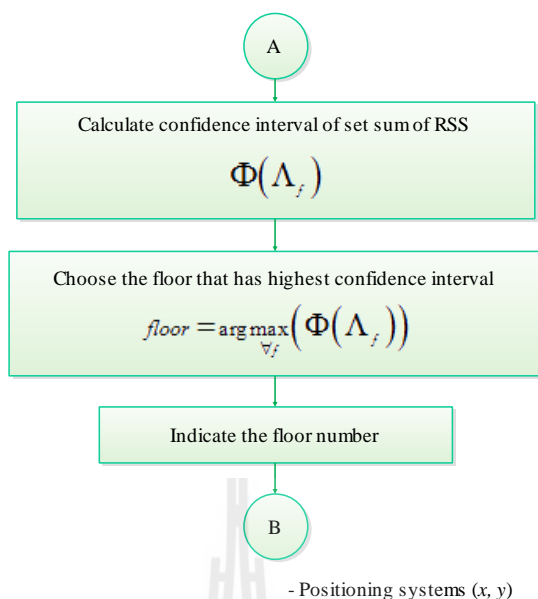 A
Calculate confidence interval of set sum of RSS
Φ(Λ_f)
Choose the floor that has highest confidence interval
floor = arg max_{∀f} (Φ(Λ_f))
Indicate the floor number
B
- Positioning systems (x, y)